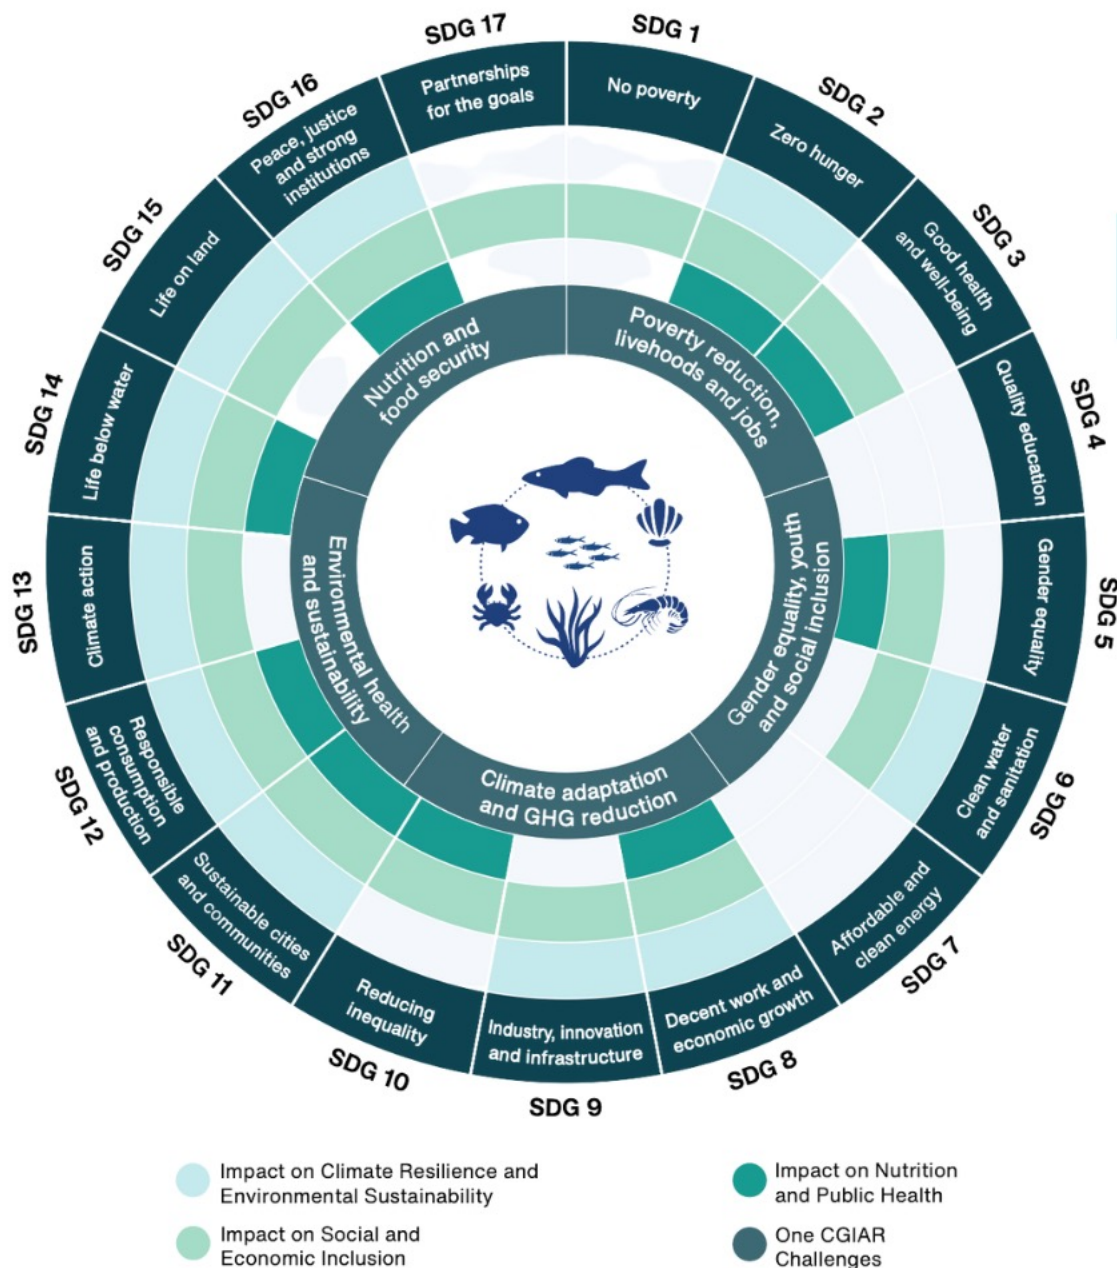 SDG 1
No poverty
SDG 2
Zero hunger
SDG 3
Good health
and well-being
SDG 4
Quality education
SDG 5
Gender equality
SDG 6
Clean water
and sanitation
SDG 7
Affordable and
clean energy
SDG 8
Decent work and
economic growth
SDG 9
Industry, innovation
and infrastructure
SDG 10
Reducing
inequality
SDG 11
Sustainable cities
and communities
SDG 12
Responsible
consumption
and production
SDG 13
Climate action
SDG 14
Life below water
SDG 15
Life on land
SDG 16
Peace, justice
and strong
institutions
SDG 17
Partnerships
for the goals
Poverty reduction,
livehoods and jobs
Gender equality, youth
and social inclusion
Climate adaptation
and GHG reduction
Environmental health
and sustainability
Nutrition and
food security
Impact on Climate Resilience and
Environmental Sustainability
Impact on Social and
Economic Inclusion
Impact on Nutrition
and Public Health
One CGIAR
Challenges